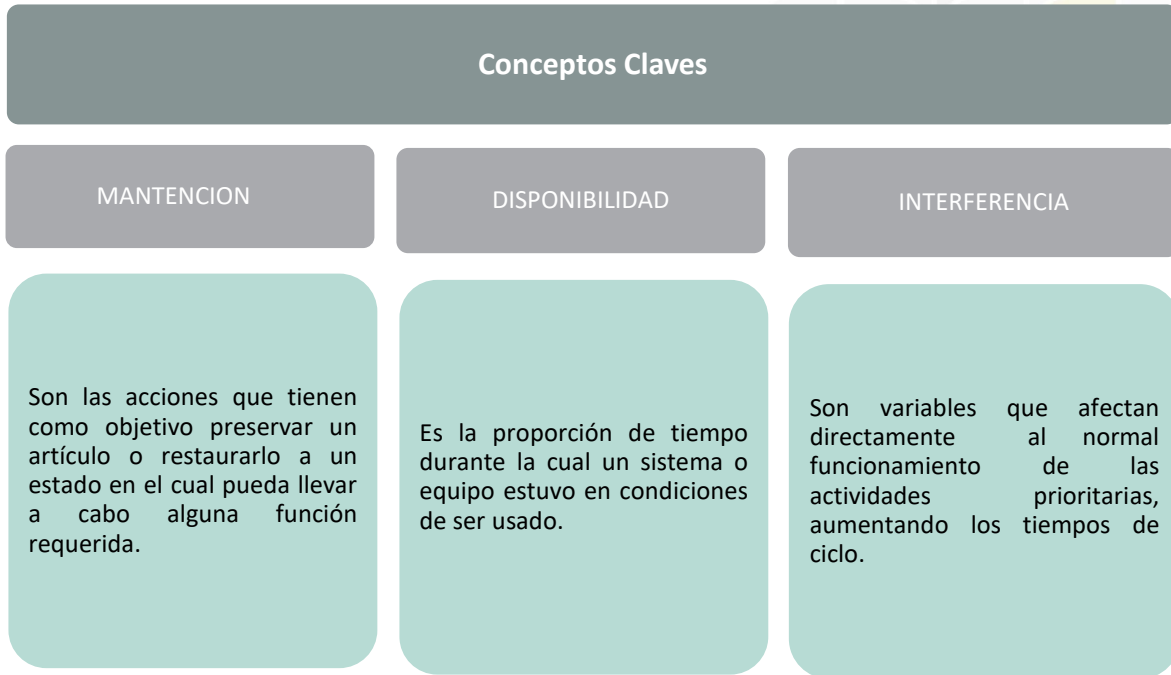 Conceptos Claves
MANTENCION
DISPONIBILIDAD
INTERFERENCIA
Son las acciones que tienen
como objetivo preservar un
artículo o restaurarlo a un
estado en el cual pueda llevar
a cabo alguna función
requerida.
Es la proporción de tiempo
durante la cual un sistema o
equipo estuvo en condiciones
de ser usado.
Son variables que afectan
directamente al normal
funcionamiento de las
actividades prioritarias,
aumentando los tiempos de
ciclo.